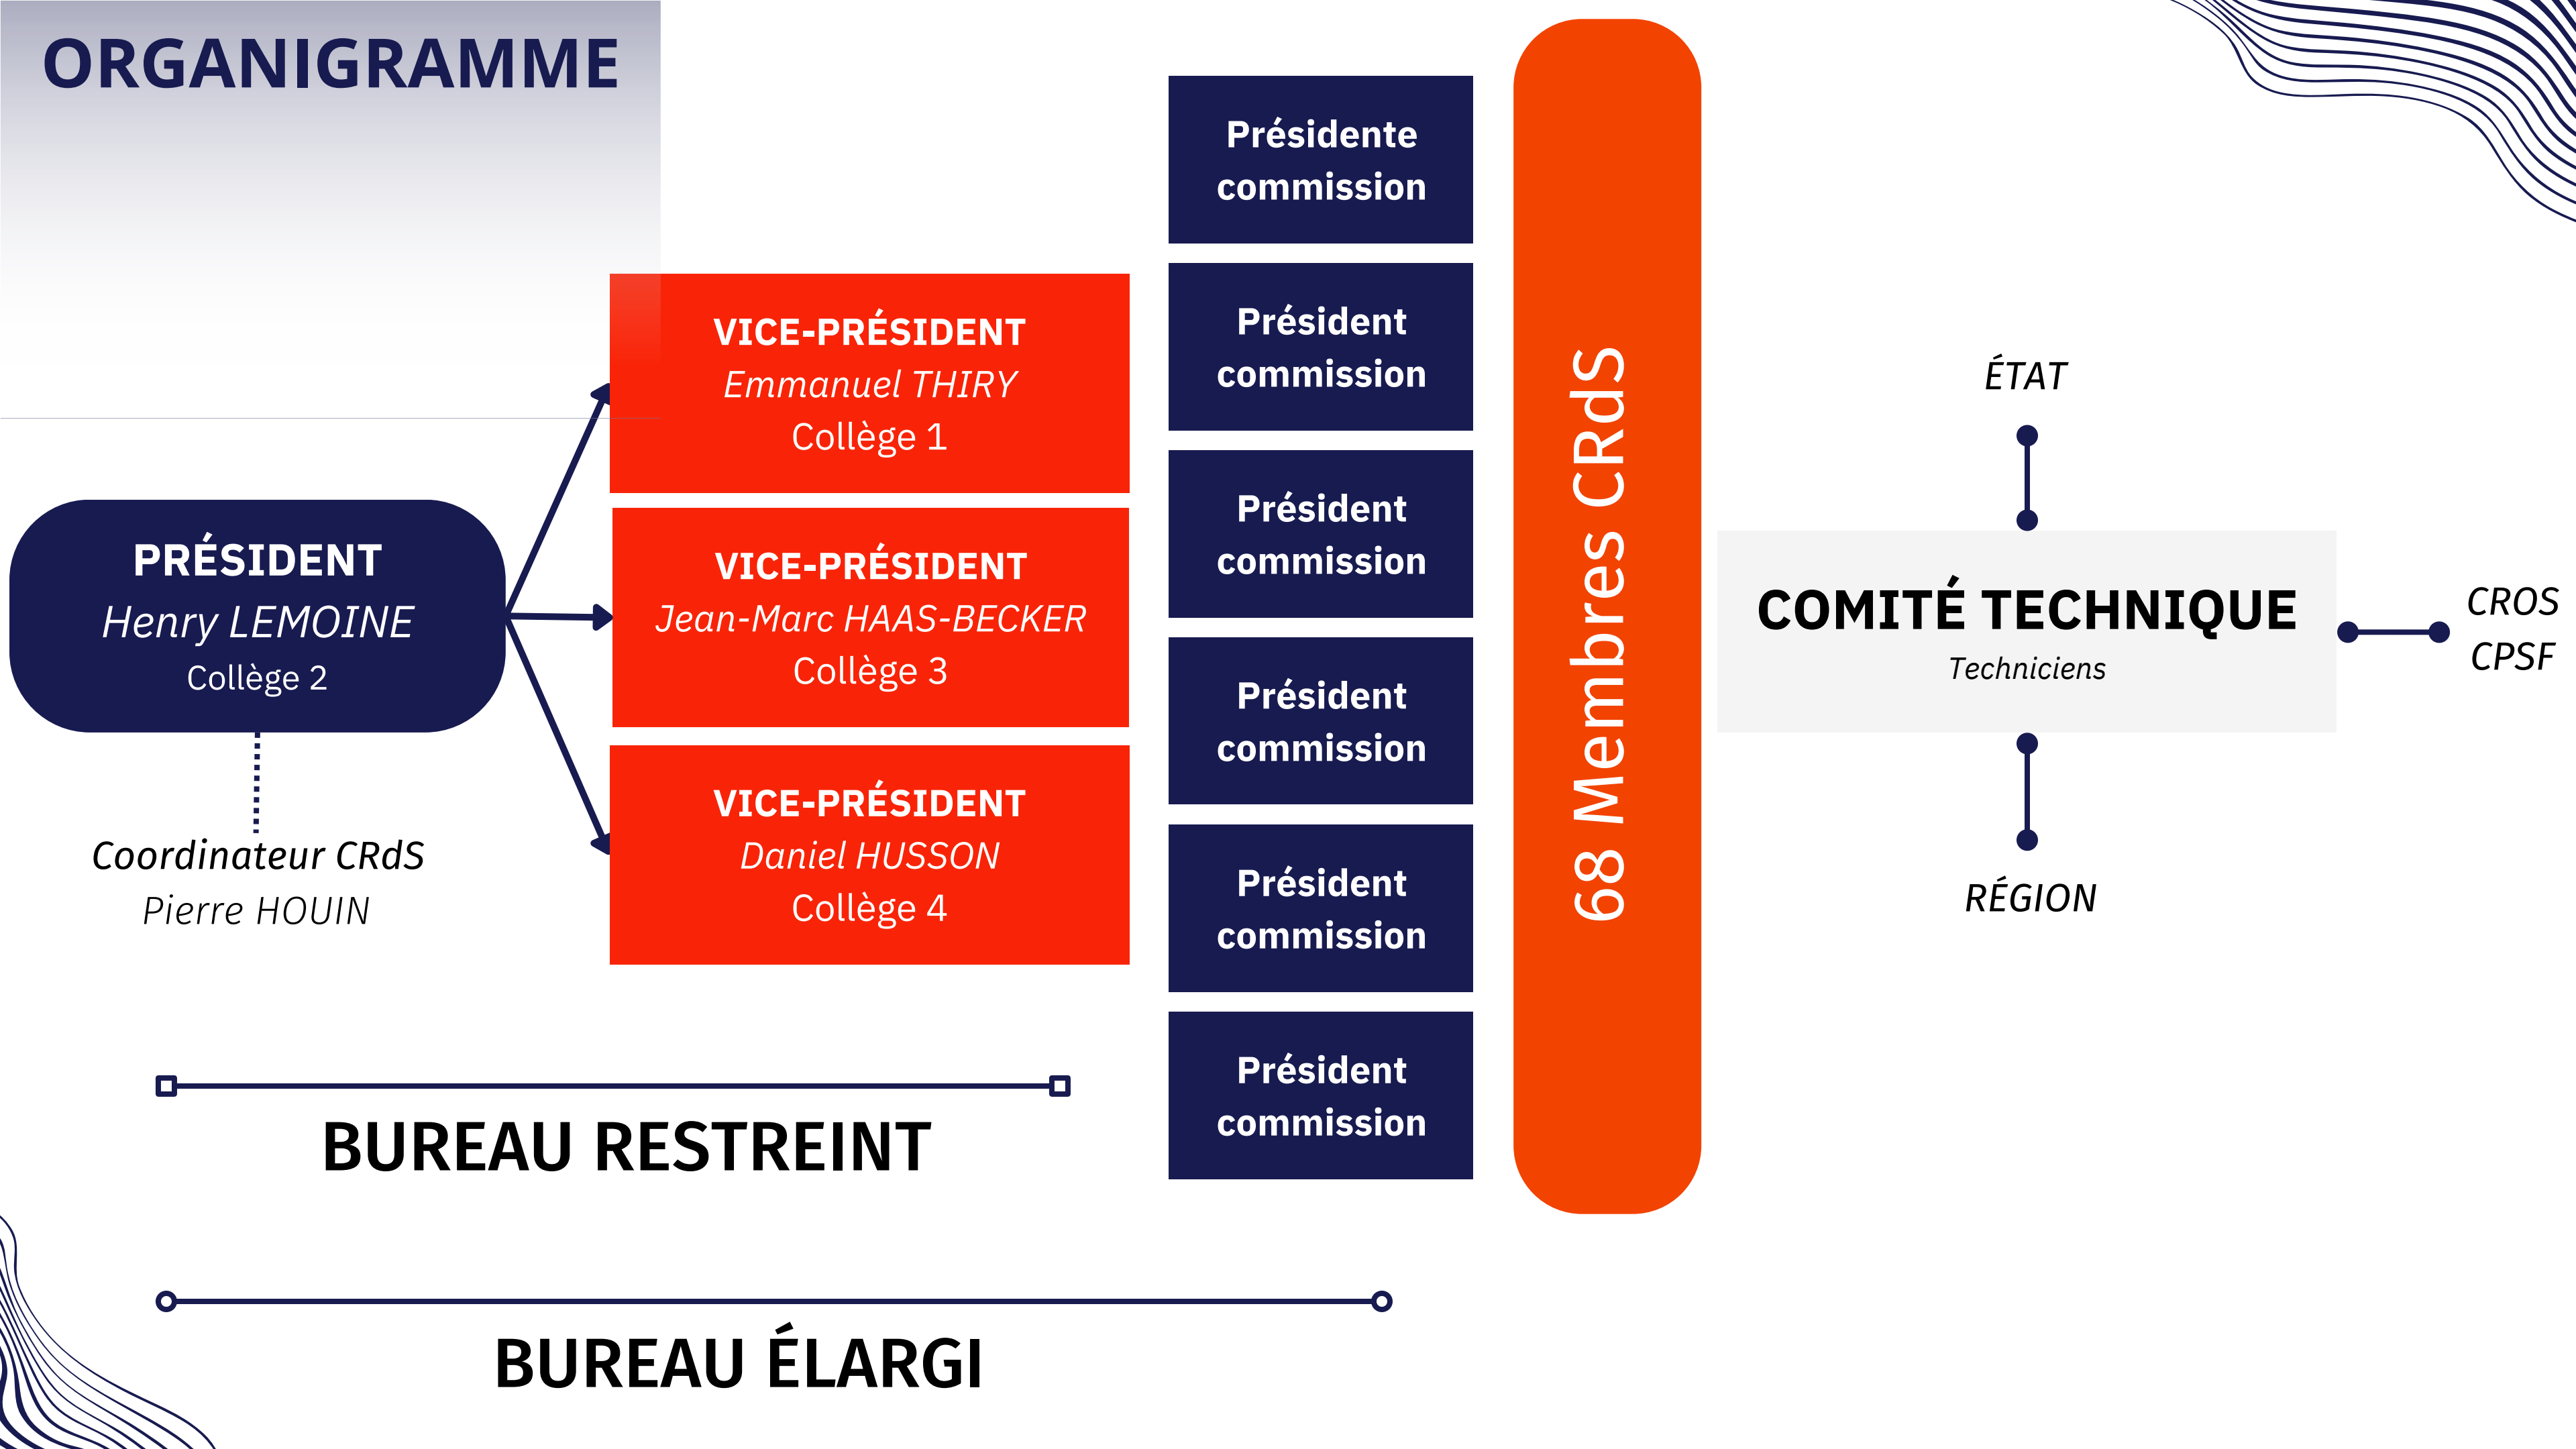 ORGANIGRAMME
PRÉSIDENT
Henry LEMOINE
Collège 2
Coordinateur CRdS
Pierre HOUIN
VICE-PRÉSIDENT
Emmanuel THIRY
Collège 1
VICE-PRÉSIDENT
Jean-Marc HAAS-BECKER
Collège 3
VICE-PRÉSIDENT
Daniel HUSSON
Collège 4
Présidente
commission
Président
commission
Président
commission
Président
commission
Président
commission
Président
commission
68 Membres CRdS
ÉTAT
COMITÉ TECHNIQUE
Techniciens
CROS
CPSF
RÉGION
BUREAU RESTREINT
BUREAU ÉLARGI